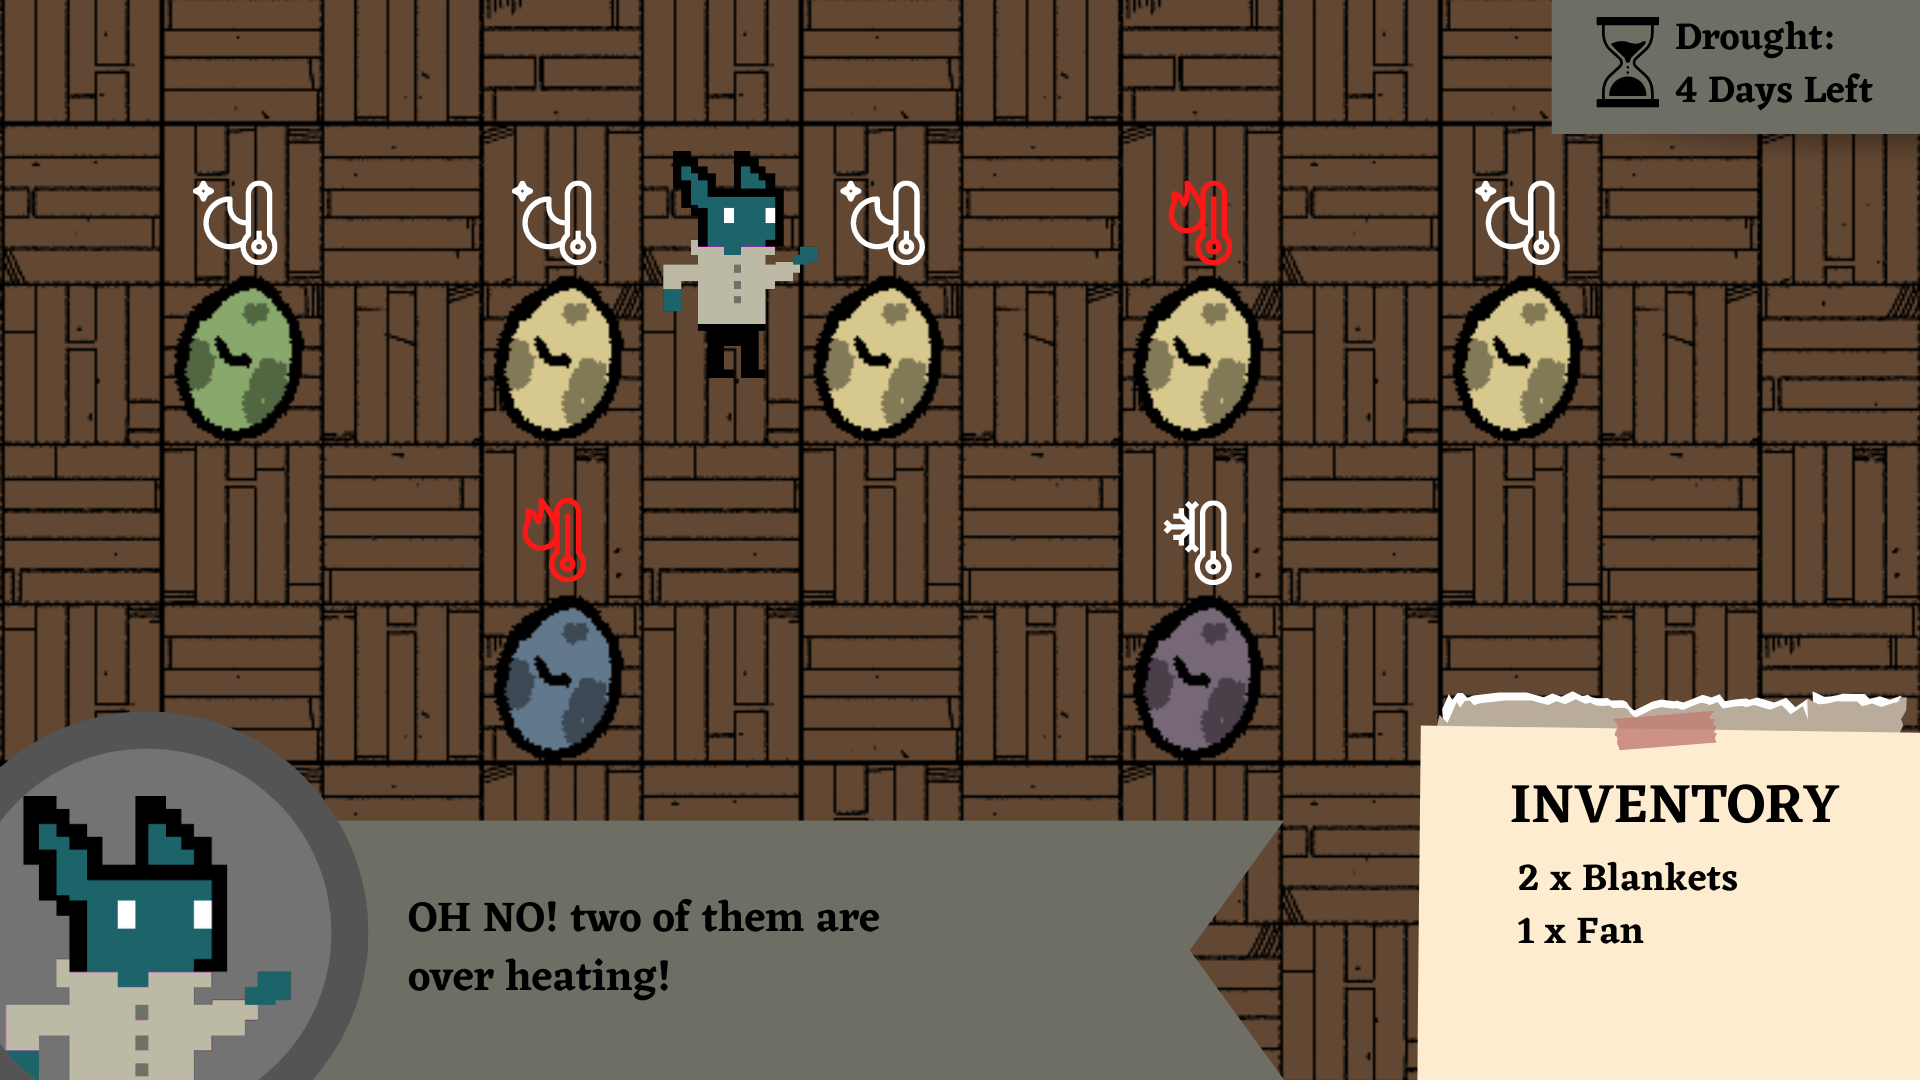 Drought:
4 Days Left
OH NO! two of them are
over heating!
INVENTORY
2 x Blankets
1 x Fan